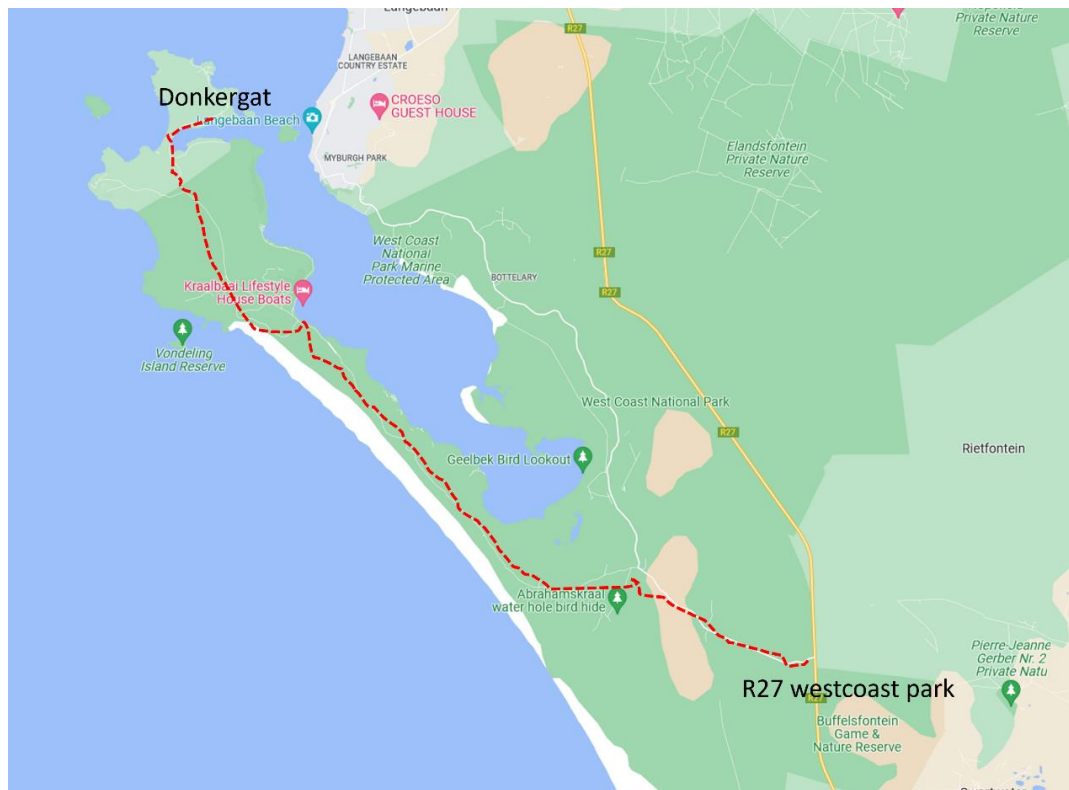 Langebaan
R27
Private Nature
Reserve
LANGEBAAN
COUNTRY ESTATE
Donkergat
CROESO
GUEST HOUSE
Langebaan Beach
MYBURGH PARK
Elandsfontein
Private Nature
Reserve
West Coast
National
Park Marine
Protected Area
R27
BOTTELARY
R27
Kraalbaai Lifestyle
House Boats
Vondeling
Island Reserve
West Coast National Park
R27
Rietfontein
Geelbek Bird Lookout
Abrahamskraal
water hole bird hide
Pierre-Jeanne
Gerber Nr. 2
Private Natu
R27 westcoast park
R27
Buffelsfontein
Game &
Nature Reserve